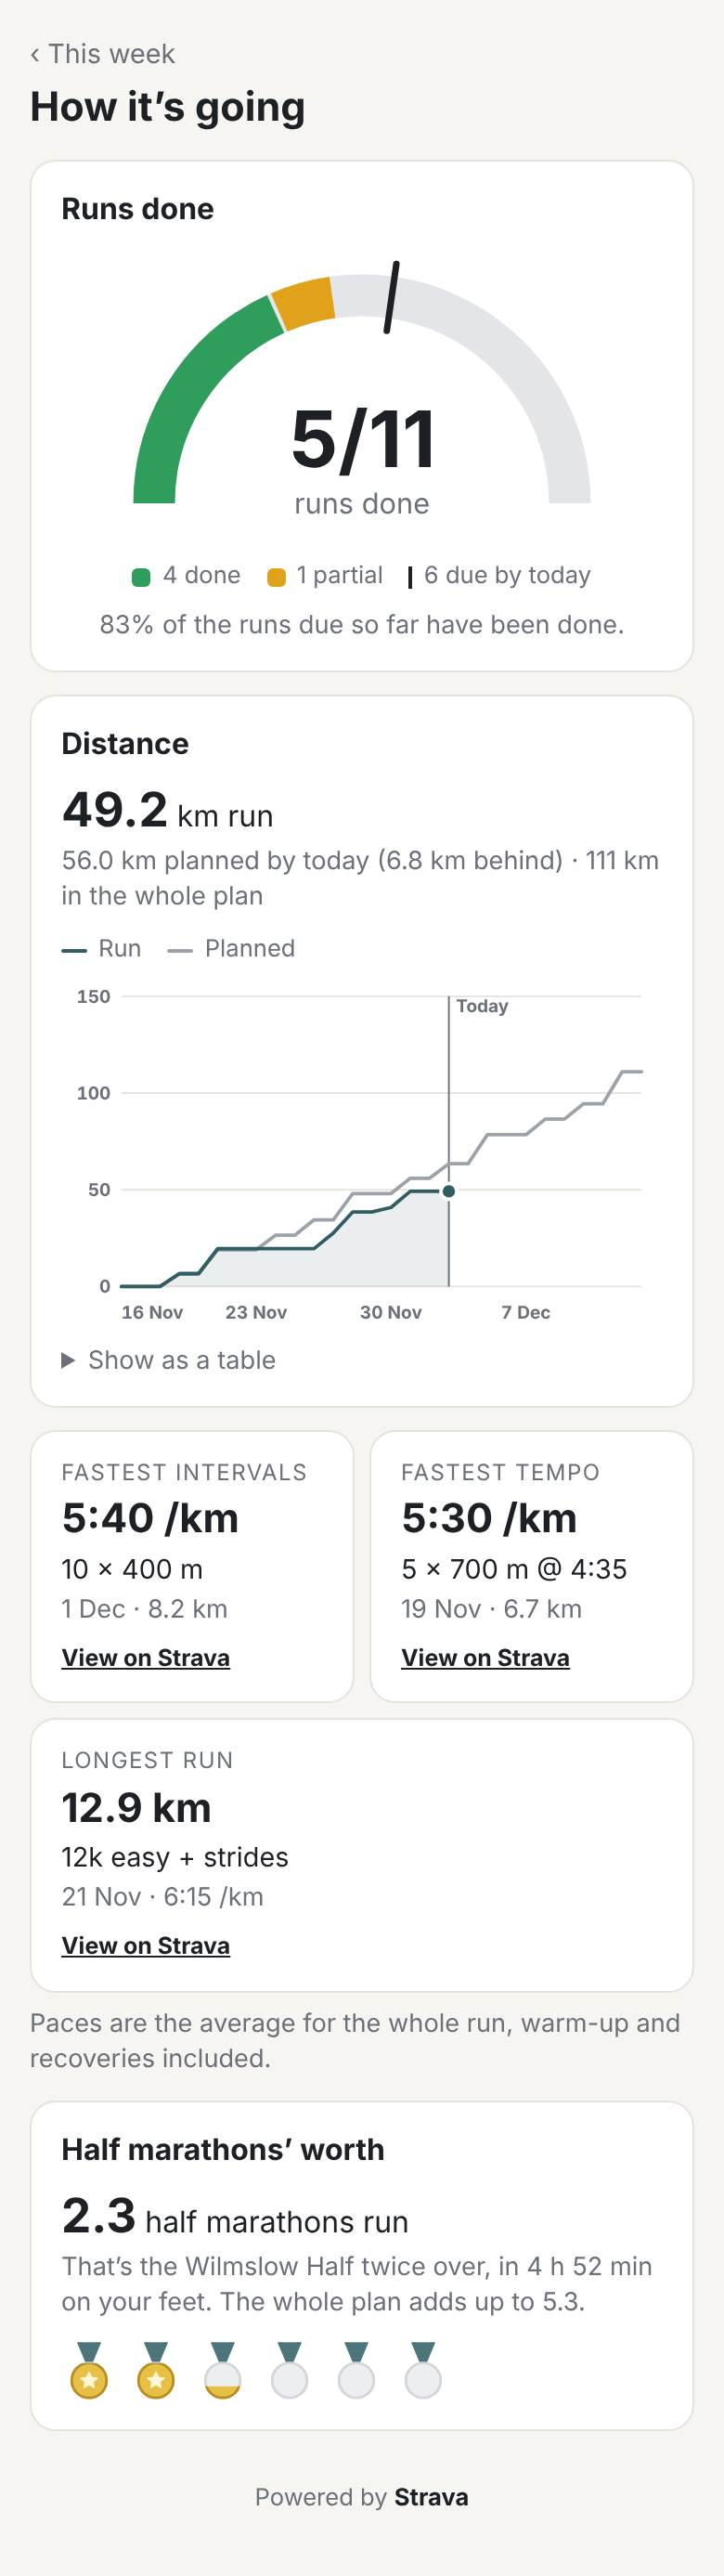 ‹ This week
How it’s going
Runs done
5/11
runs done
4 done 1 partial 6 due by today
83% of the runs due so far have been done.
Distance
49.2 km run
56.0 km planned by today (6.8 km behind) · 111 km
in the whole plan
Run Planned
150
Today
100
50
0
16 Nov 23 Nov 30 Nov 7 Dec
Show as a table
FASTEST INTERVALS
5:40 /km
10 × 400 m
1 Dec · 8.2 km
View on Strava
FASTEST TEMPO
5:30 /km
5 × 700 m @ 4:35
19 Nov · 6.7 km
View on Strava
LONGEST RUN
12.9 km
12k easy + strides
21 Nov · 6:15 /km
View on Strava
Paces are the average for the whole run, warm-up and
recoveries included.
Half marathons’ worth
2.3 half marathons run
That’s the Wilmslow Half twice over, in 4 h 52 min
on your feet. The whole plan adds up to 5.3.
Powered by Strava